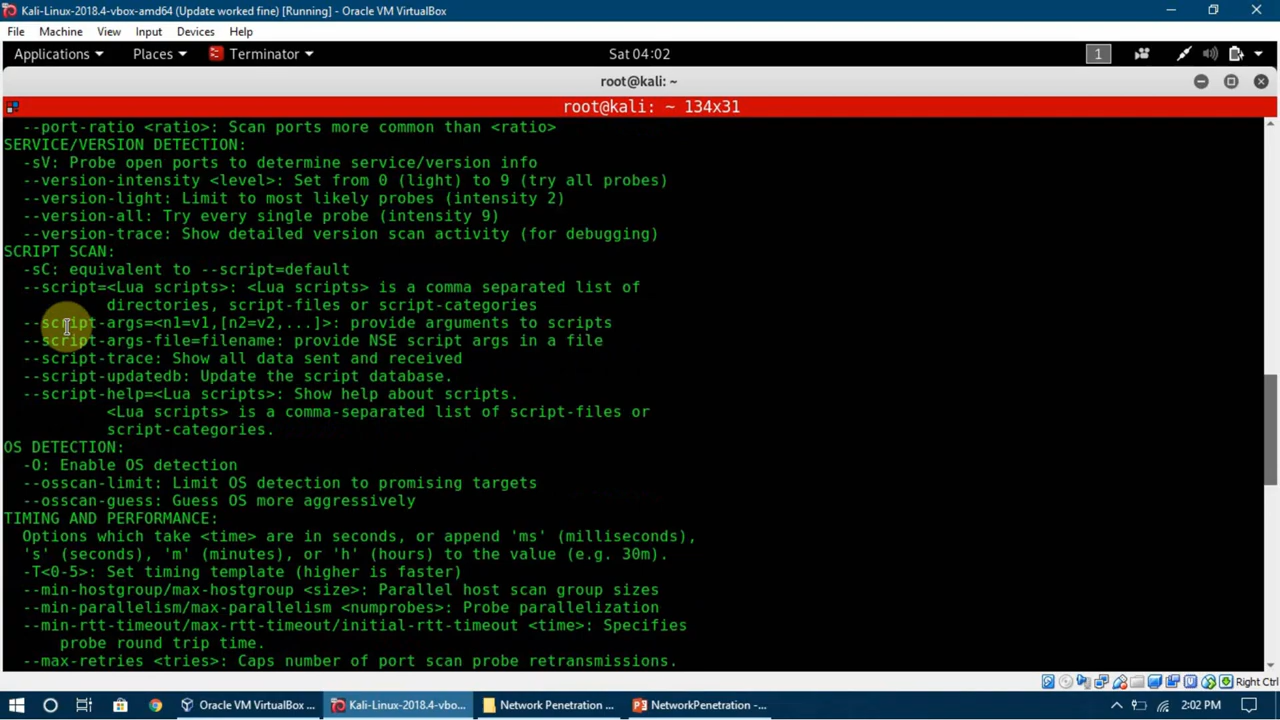 Kali-Linux-2018.4-vbox-amd64 (Update worked fine) [Running] - Oracle VM VirtualBox
File Machine View Input Devices Help
Applications Places Terminator Sat 04:02 1
root@kali: ~
root@kali: ~ 134x31
--port-ratio <ratio>: Scan ports more common than <ratio>
SERVICE/VERSION DETECTION:
-sV: Probe open ports to determine service/version info
--version-intensity <level>: Set from 0 (light) to 9 (try all probes)
--version-light: Limit to most likely probes (intensity 2)
--version-all: Try every single probe (intensity 9)
--version-trace: Show detailed version scan activity (for debugging)
SCRIPT SCAN:
-sC: equivalent to --script=default
--script=<Lua scripts>: <Lua scripts> is a comma separated list of
directories, script-files or script-categories
--script-args=<n1=v1,[n2=v2,...]>: provide arguments to scripts
--script-args-file=filename: provide NSE script args in a file
--script-trace: Show all data sent and received
--script-updatedb: Update the script database.
--script-help=<Lua scripts>: Show help about scripts.
<Lua scripts> is a comma-separated list of script-files or
script-categories.
OS DETECTION:
-O: Enable OS detection
--osscan-limit: Limit OS detection to promising targets
--osscan-guess: Guess OS more aggressively
TIMING AND PERFORMANCE:
Options which take <time> are in seconds, or append 'ms' (milliseconds),
's' (seconds), 'm' (minutes), or 'h' (hours) to the value (e.g. 30m).
-T<0-5>: Set timing template (higher is faster)
--min-hostgroup/max-hostgroup <size>: Parallel host scan group sizes
--min-parallelism/max-parallelism <numprobes>: Probe parallelization
--min-rtt-timeout/max-rtt-timeout/initial-rtt-timeout <time>: Specifies
probe round trip time.
--max-retries <tries>: Caps number of port scan probe retransmissions.
Right Ctrl
Oracle VM VirtualBox ... Kali-Linux-2018.4-vbo... Network Penetration ... NetworkPenetration -... 2:02 PM